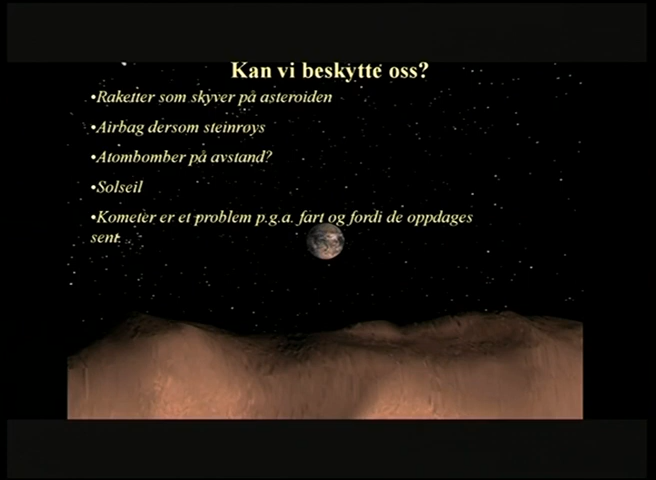 Kan vi beskytte oss?
•Raketter som skyver på asteroiden
•Airbag dersom steinrøys
•Atombomber på avstand?
•Solseil
•Kometer er et problem p.g.a. fart og fordi de oppdages
sent